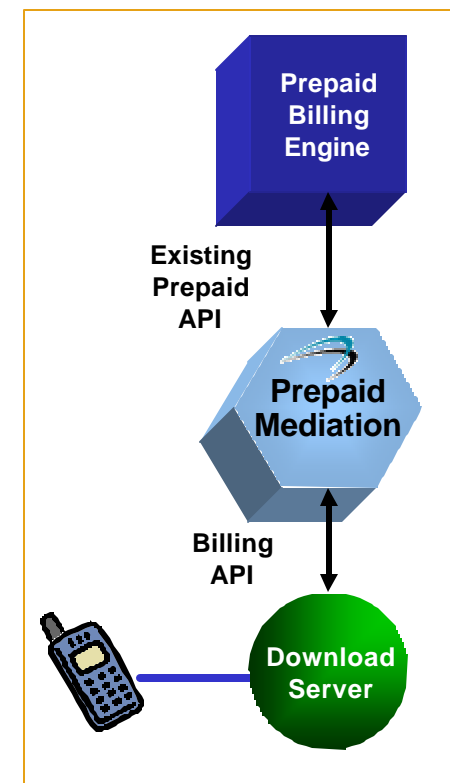 Prepaid
Billing
Engine
Existing
Prepaid
API
Prepaid
Mediation
Billing
API
Download
Server